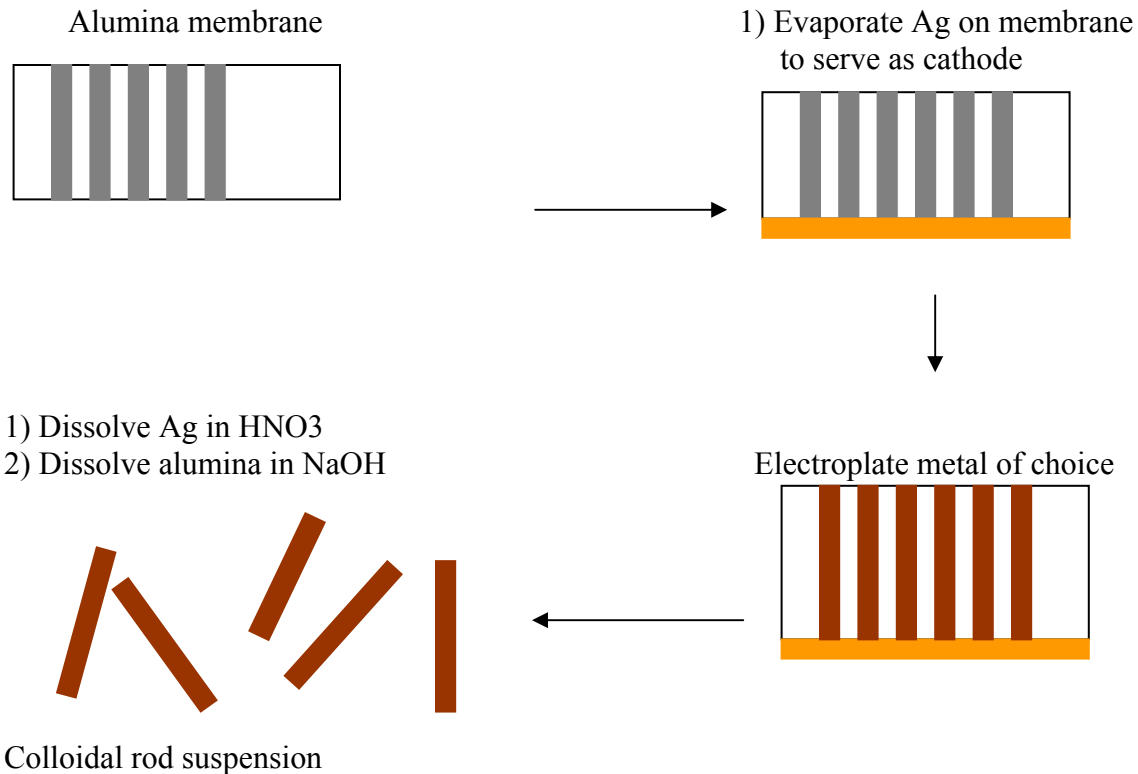 Alumina membrane
1) Evaporate Ag on membrane
to serve as cathode
Electroplate metal of choice
1) Dissolve Ag in HNO3
2) Dissolve alumina in NaOH
Colloidal rod suspension